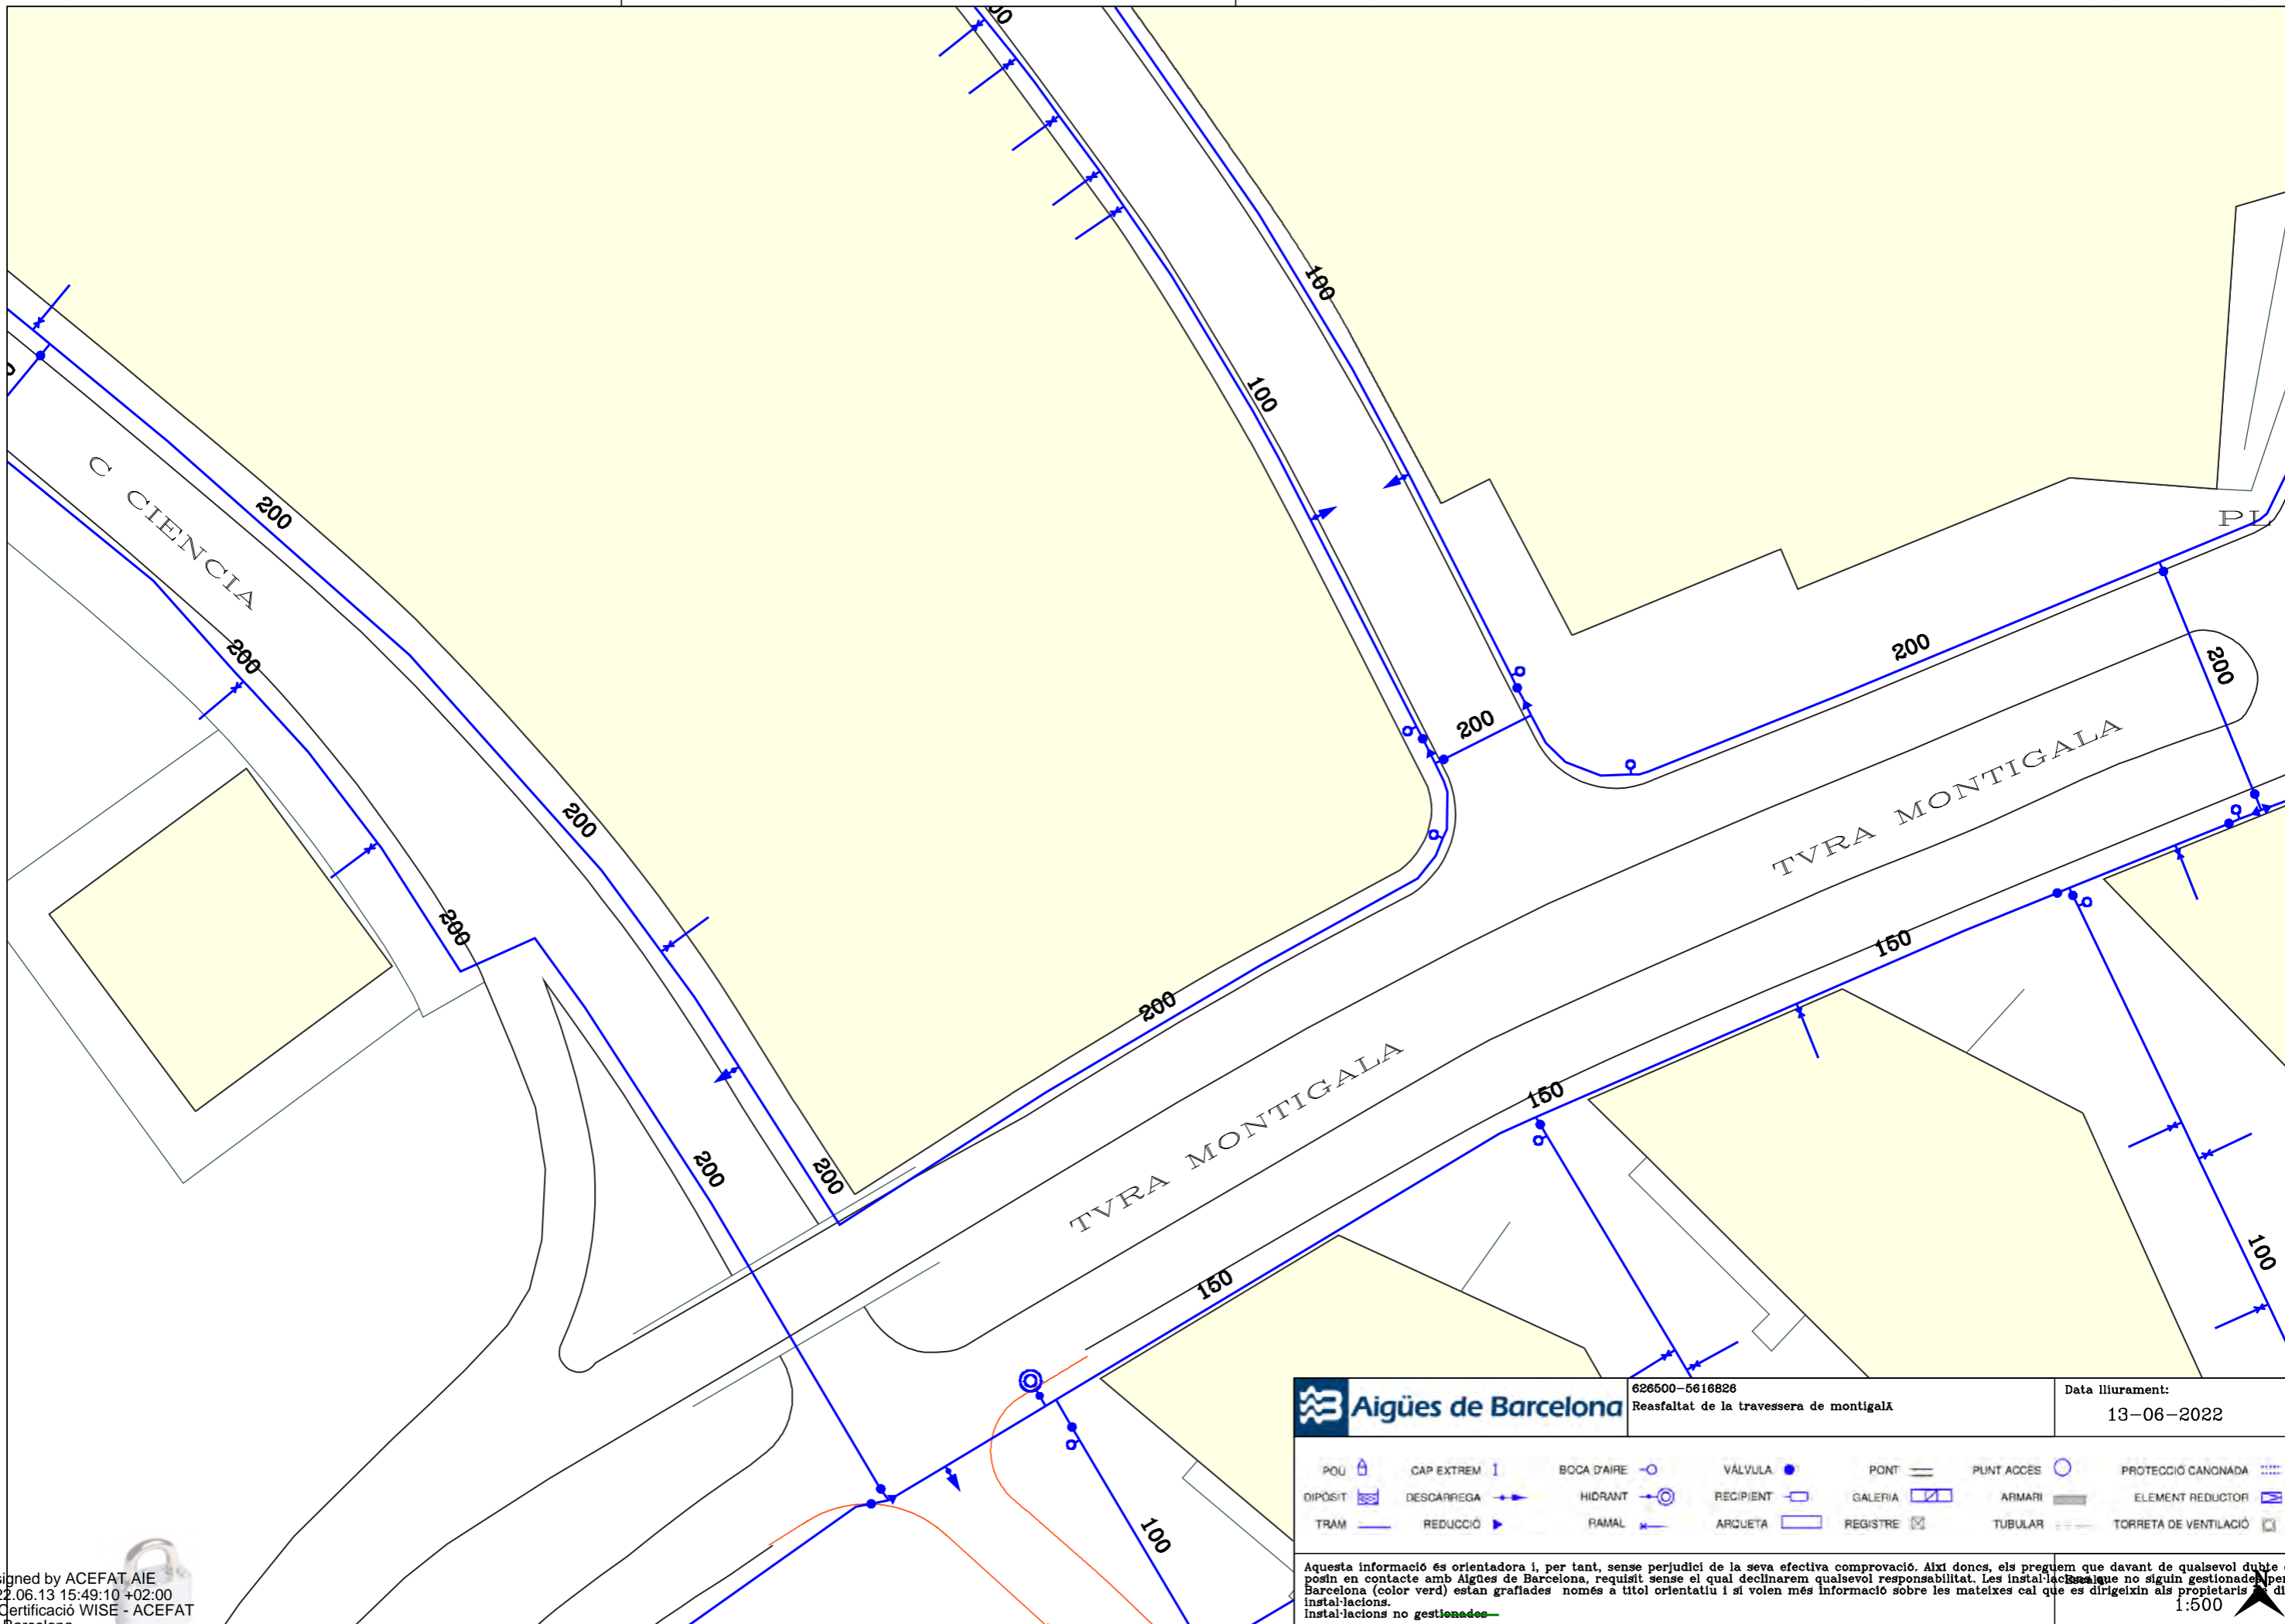 00
100
100
200
C CIENCIA
200
200
200
200
200
200
200
200
200
200
PL
TVRA MONTIGALA
TVRA MONTIGALA
150
150
150
100
100
Aigües de Barcelona
626500-5616826
Reasfaltat de la travessera de montigalÀ
Data lliurament:
13-06-2022
POU CAP EXTREM BOCA D'AIRE VÀLVULA PONT PUNT ACCÉS PROTECCIÓ CANONADA
DIPÒSIT DESCÀRREGA HIDRANT RECIPIENT GALERIA ARMARI ELEMENT REDUCTOR
TRAM REDUCCIÓ RAMAL ARQUETA REGISTRE TUBULAR TORRETA DE VENTILACIÓ
Aquesta informació és orientadora i, per tant, sense perjudici de la seva efectiva comprovació. Així doncs, els preguem que davant de qualsevol dubte
posin en contacte amb Aigües de Barcelona, requisit sense el qual declinarem qualsevol responsabilitat. Les instal·lacions que no siguin gestionades per
Barcelona (color verd) estan grafiades només a títol orientatiu i si volen més informació sobre les mateixes cal que es dirigeixin als propietaris
instal·lacions.
Instal·lacions no gestionades
Escala:
1:500
N
igned by ACEFAT AIE
22.06.13 15:49:10 +02:00
Certificació WISE - ACEFAT
Barcelona